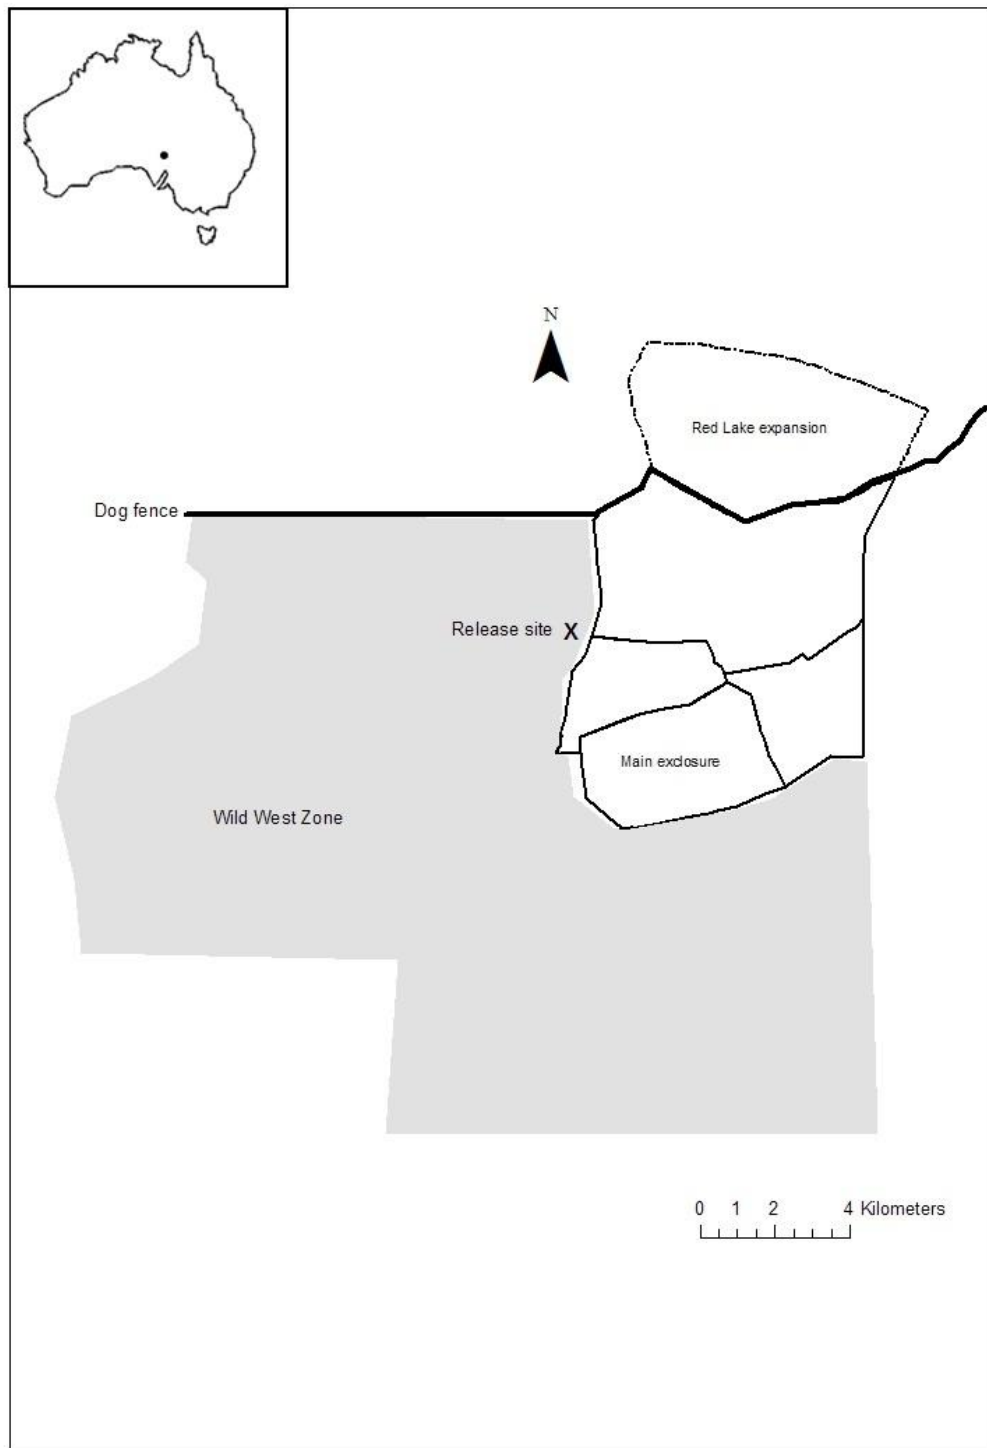 N
Red Lake expansion
Dog fence
Release site X
Main exclosure
Wild West Zone
0 1 2 4 Kilometers